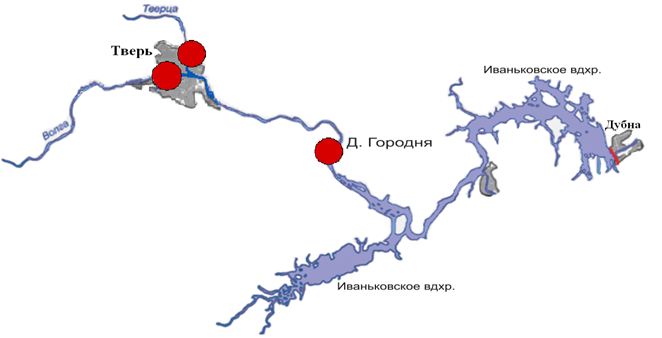 Тверца
Тверь
Иваньковское вдхр.
Волга
Дубна
Д. Городня
Иваньковское вдхр.